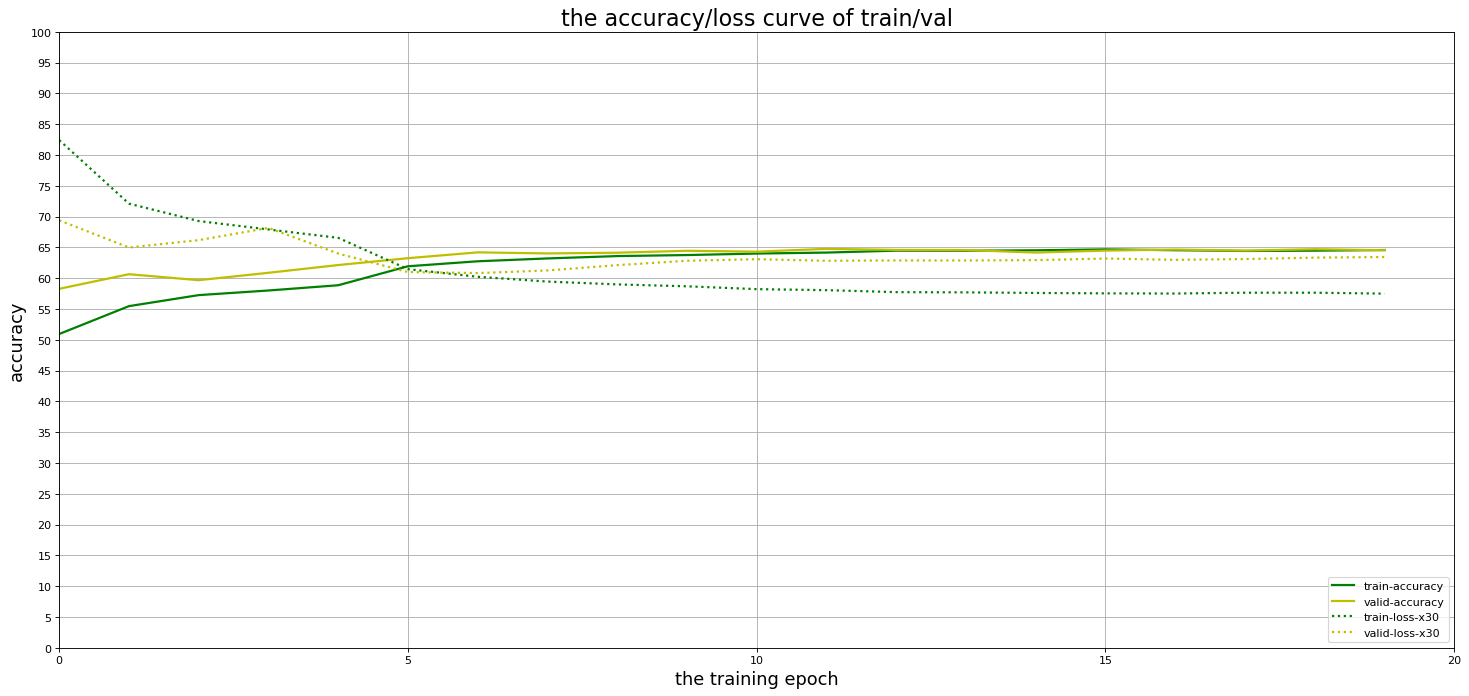 the accuracy/loss curve of train/val
100
95
90
85
80
75
70
65
60
55
50
45
40
35
30
25
20
15
10
5
0
accuracy
0 5 10 15 20
the training epoch
train-accuracy
valid-accuracy
train-loss-x30
valid-loss-x30